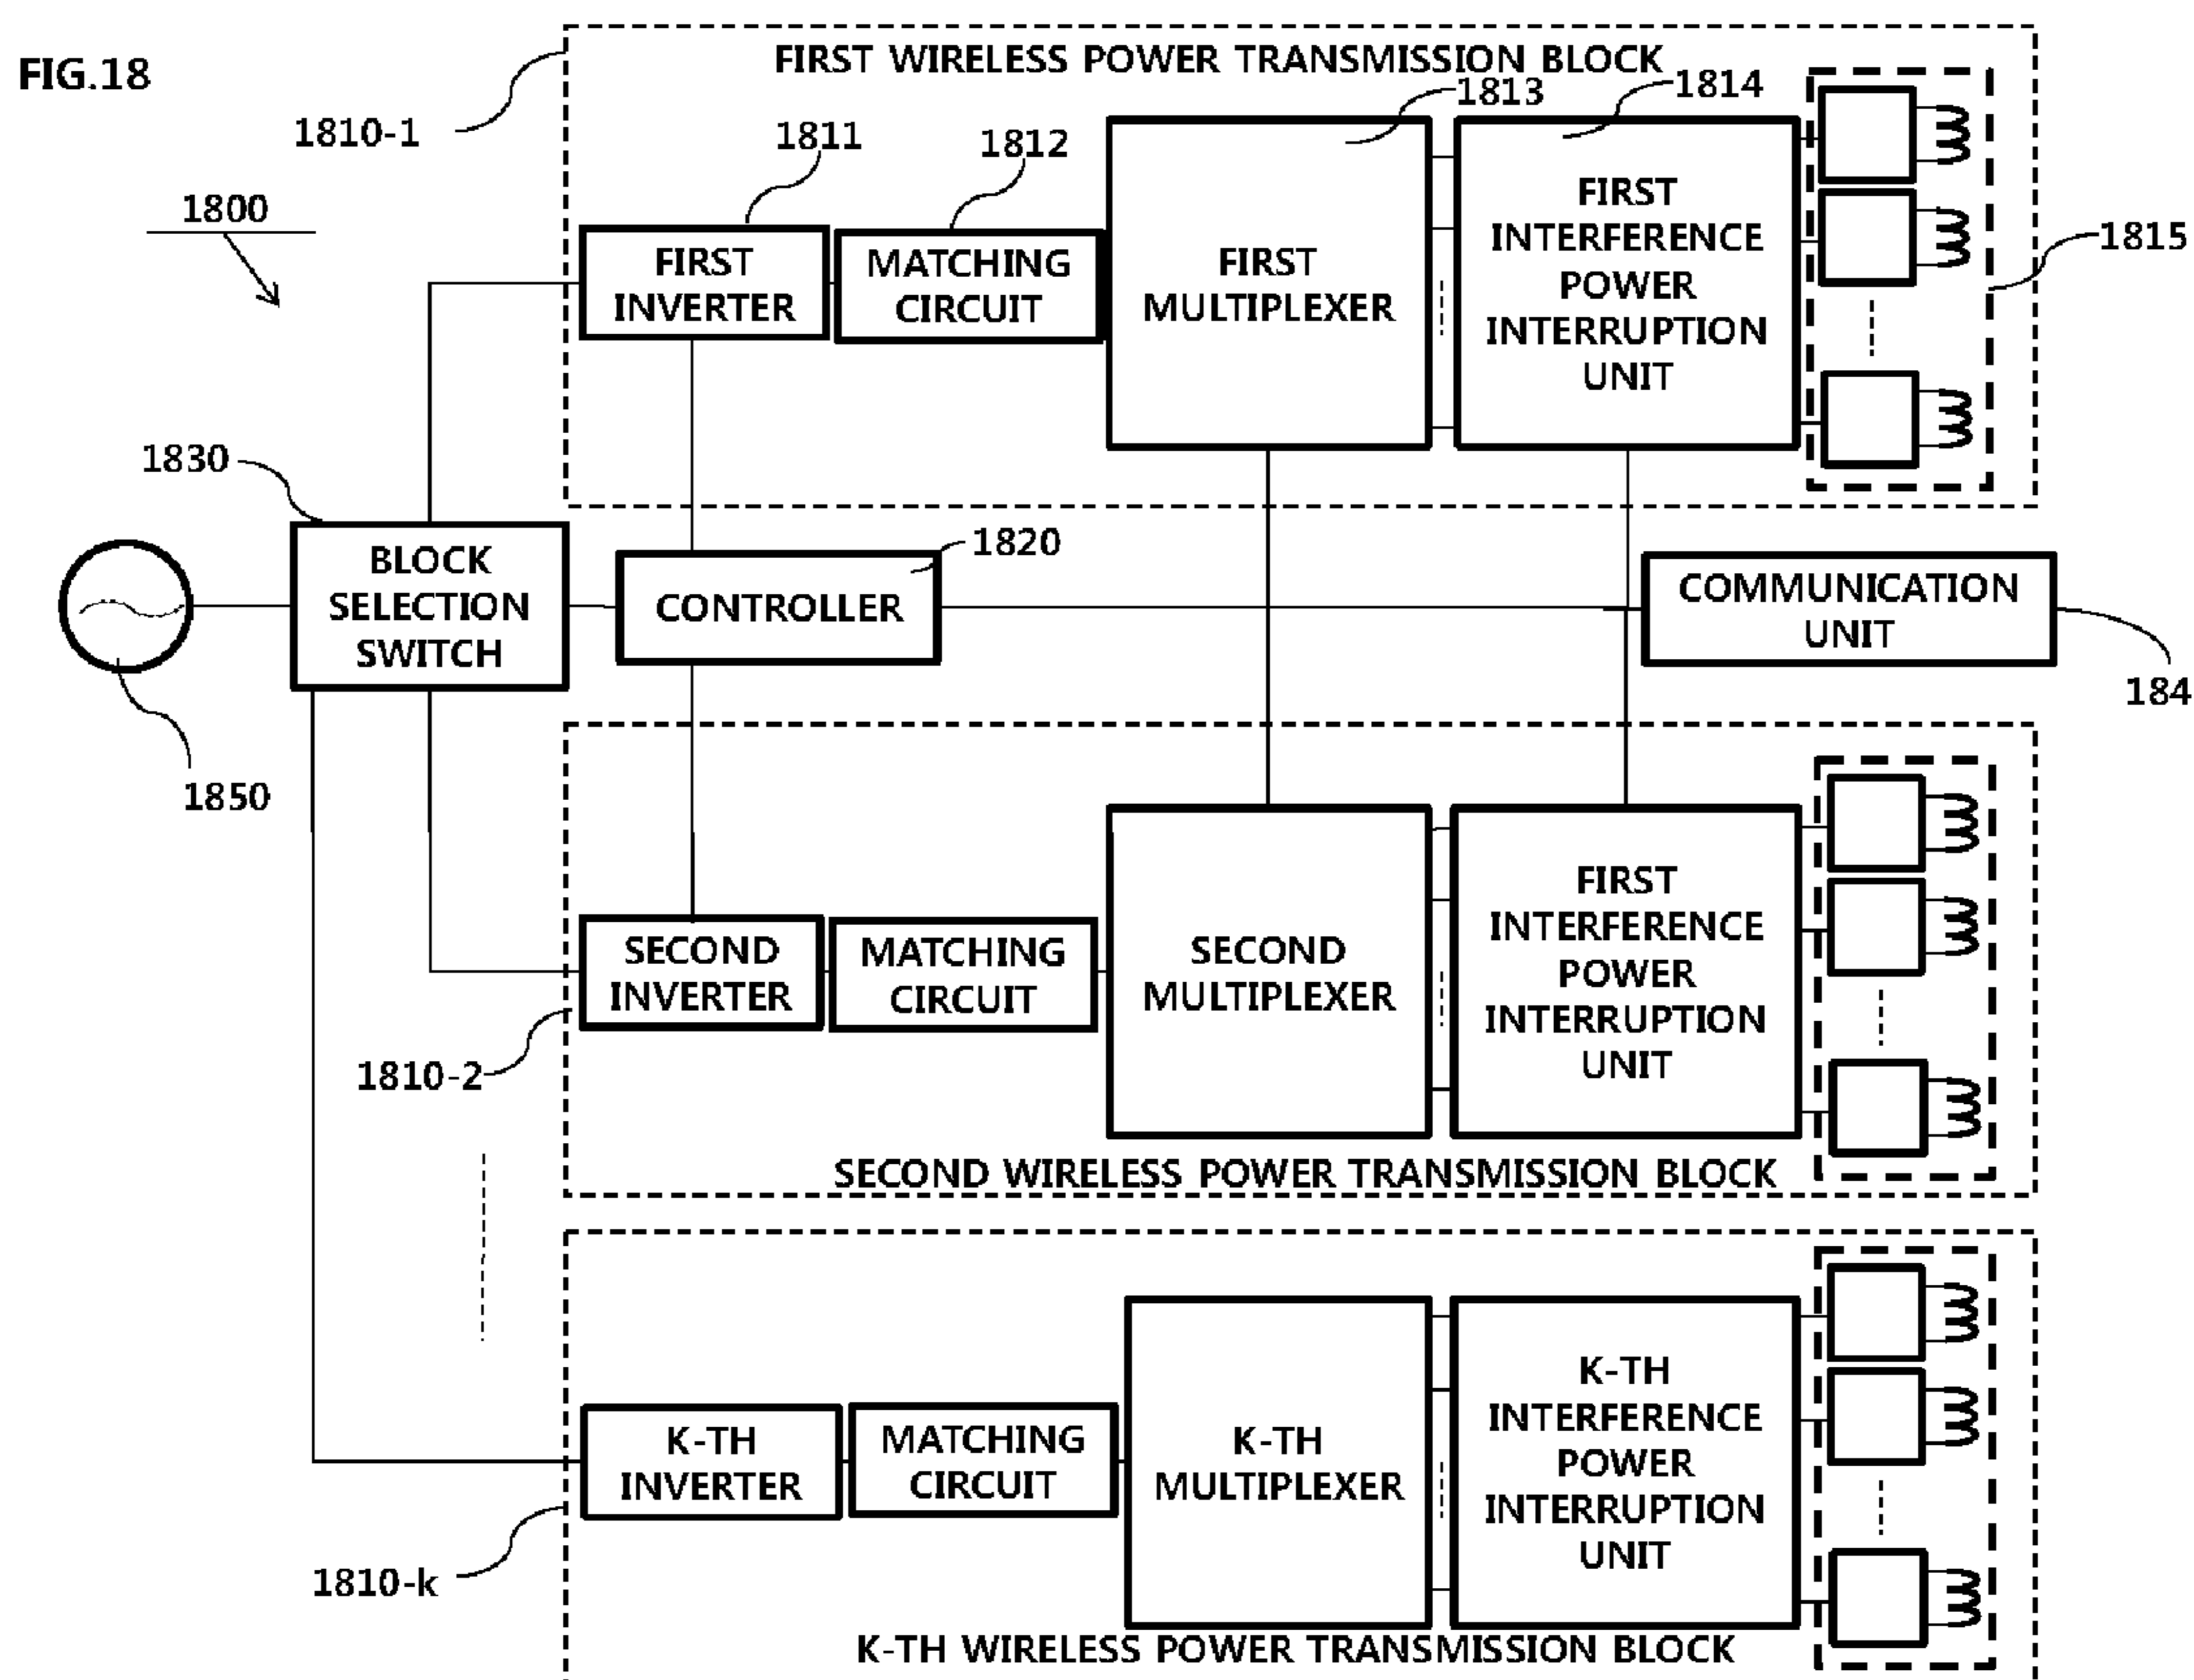 FIG.18
FIRST WIRELESS POWER TRANSMISSION BLOCK
1810-1
1800
1811
1812
1813
1814
1815
FIRST
INVERTER
MATCHING
CIRCUIT
FIRST
MULTIPLEXER
FIRST
INTERFERENCE
POWER
INTERRUPTION
UNIT
1830
BLOCK
SELECTION
SWITCH
1820
CONTROLLER
COMMUNICATION
UNIT
184
1850
SECOND
INVERTER
MATCHING
CIRCUIT
SECOND
MULTIPLEXER
FIRST
INTERFERENCE
POWER
INTERRUPTION
UNIT
1810-2
SECOND WIRELESS POWER TRANSMISSION BLOCK
K-TH
INVERTER
MATCHING
CIRCUIT
K-TH
MULTIPLEXER
K-TH
INTERFERENCE
POWER
INTERRUPTION
UNIT
1810-k
K-TH WIRELESS POWER TRANSMISSION BLOCK